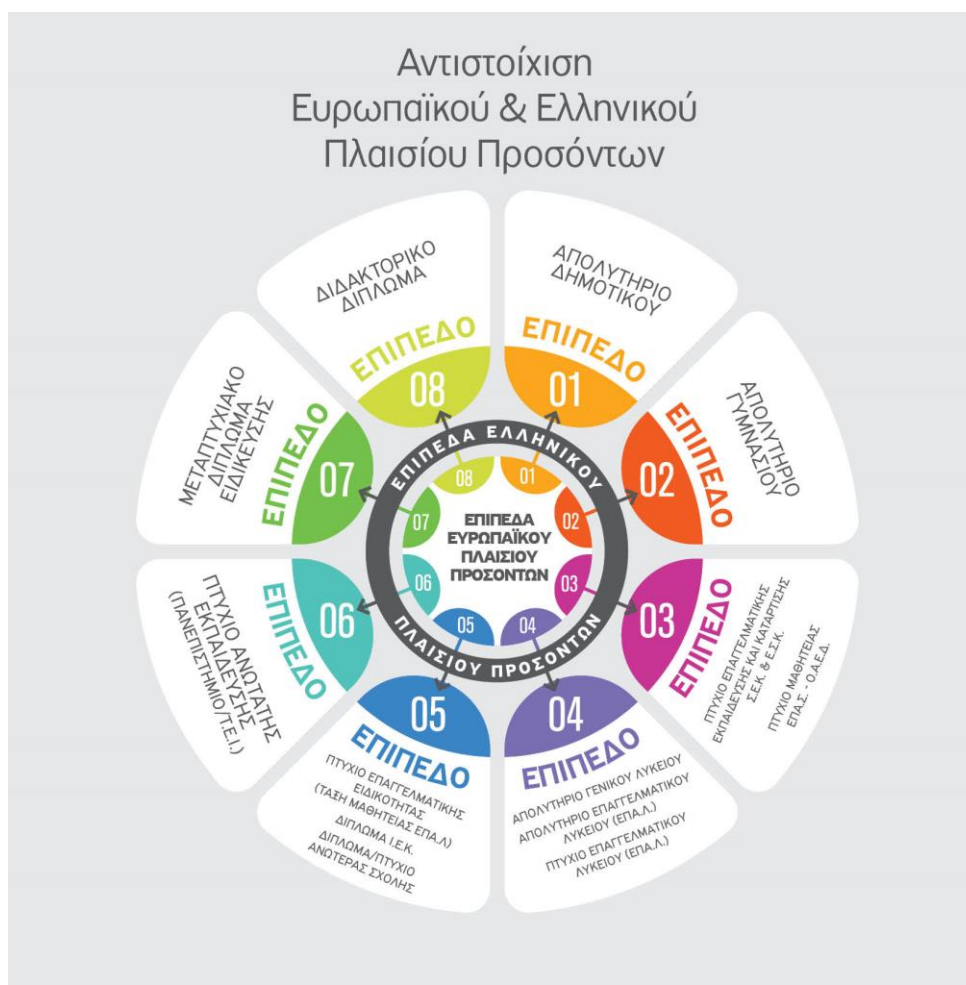 Αντιστοίχιση
Ευρωπαϊκού & Ελληνικού
Πλαισίου Προσόντων
ΑΠΟΛΥΤΗΡΙΟ
ΔΗΜΟΤΙΚΟΥ
ΕΠΙΠΕΔΟ
01
ΑΠΟΛΥΤΗΡΙΟ
ΓΥΜΝΑΣΙΟΥ
ΕΠΙΠΕΔΟ
02
ΠΤΥΧΙΟ ΕΠΑΓΓΕΛΜΑΤΙΚΗΣ
ΕΚΠΑΙΔΕΥΣΗΣ ΚΑΙ ΚΑΤΑΡΤΙΣΗΣ
Σ.Ε.Κ. & Ε.Σ.Κ.
ΠΤΥΧΙΟ ΜΑΘΗΤΕΙΑΣ
ΕΠΑ.Σ. - Ο.Α.Ε.Δ.
ΕΠΙΠΕΔΟ
03
04
ΕΠΙΠΕΔΟ
ΑΠΟΛΥΤΗΡΙΟ ΓΕΝΙΚΟΥ ΛΥΚΕΙΟΥ
ΑΠΟΛΥΤΗΡΙΟ ΕΠΑΓΓΕΛΜΑΤΙΚΟΥ
ΛΥΚΕΙΟΥ (ΕΠΑ.Λ.)
ΠΤΥΧΙΟ ΕΠΑΓΓΕΛΜΑΤΙΚΟΥ
ΛΥΚΕΙΟΥ (ΕΠΑ.Λ.)
05
ΕΠΙΠΕΔΟ
ΠΤΥΧΙΟ ΕΠΑΓΓΕΛΜΑΤΙΚΗΣ
ΕΙΔΙΚΟΤΗΤΑΣ
(ΤΑΞΗ ΜΑΘΗΤΕΙΑΣ ΕΠΑ.Λ)
ΔΙΠΛΩΜΑ Ι.Ε.Κ.
ΔΙΠΛΩΜΑ/ΠΤΥΧΙΟ
ΑΝΩΤΕΡΑΣ ΣΧΟΛΗΣ
ΠΤΥΧΙΟ ΑΝΩΤΑΤΗΣ
ΕΚΠΑΙΔΕΥΣΗΣ
(ΠΑΝΕΠΙΣΤΗΜΙΟ/Τ.Ε.Ι.)
ΕΠΙΠΕΔΟ
06
ΜΕΤΑΠΤΥΧΙΑΚΟ
ΔΙΠΛΩΜΑ
ΕΙΔΙΚΕΥΣΗΣ
ΕΠΙΠΕΔΟ
07
ΔΙΔΑΚΤΟΡΙΚΟ
ΔΙΠΛΩΜΑ
ΕΠΙΠΕΔΟ
08
ΕΠΙΠΕΔΑ ΕΛΛΗΝΙΚΟΥ
ΠΛΑΙΣΙΟΥ ΠΡΟΣΟΝΤΩΝ
01
02
03
04
05
06
07
08
ΕΠΙΠΕΔΑ
ΕΥΡΩΠΑΪΚΟΥ
ΠΛΑΙΣΙΟΥ
ΠΡΟΣΟΝΤΩΝ